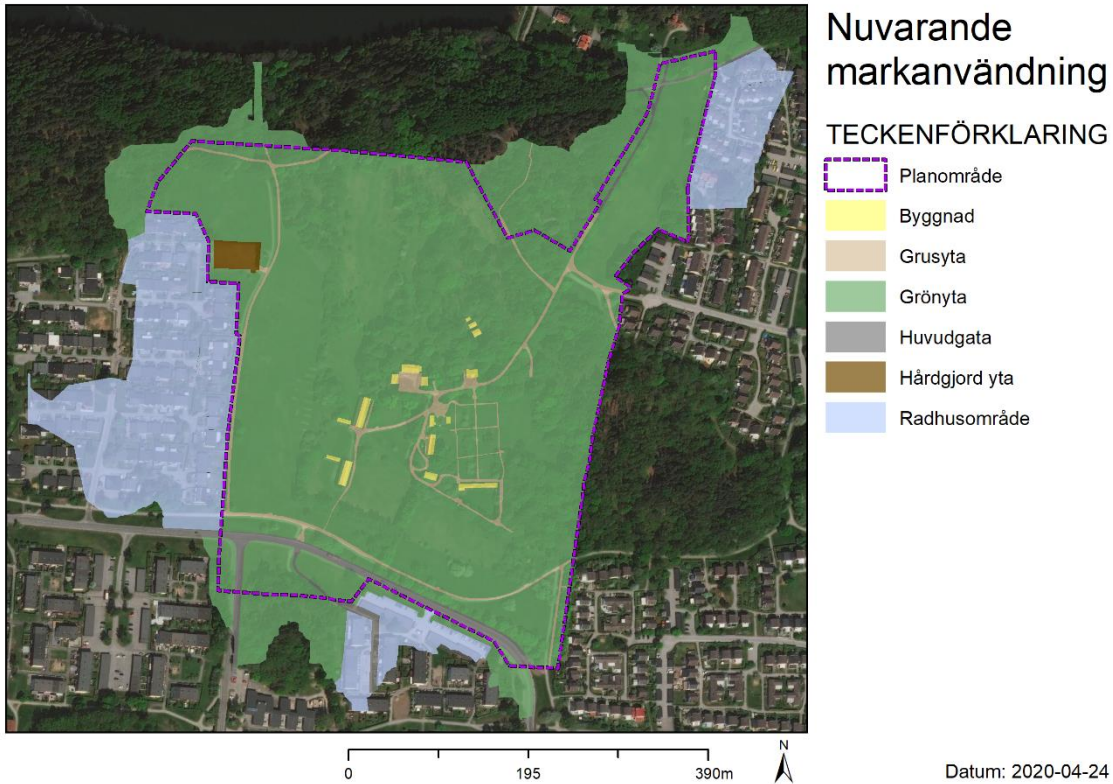 Nuvarande
markanvändning
TECKENFÖRKLARING
Planområde
Byggnad
Grusyta
Grönyta
Huvudgata
Hårdgjord yta
Radhusområde
N
0 195 390m
Datum: 2020-04-24